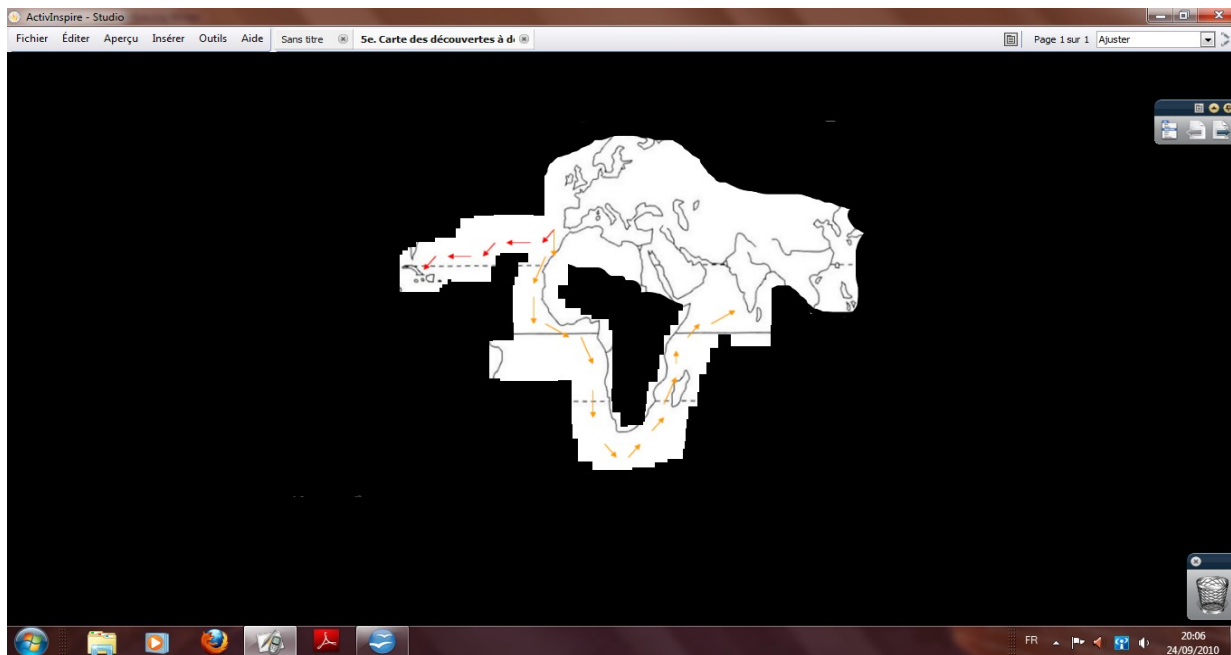 ActivInspire - Studio
Fichier Éditer Aperçu Insérer Outils Aide Sans titre 5e. Carte des découvertes à d Page 1 sur 1 Ajuster
FR 20:06
24/09/2010